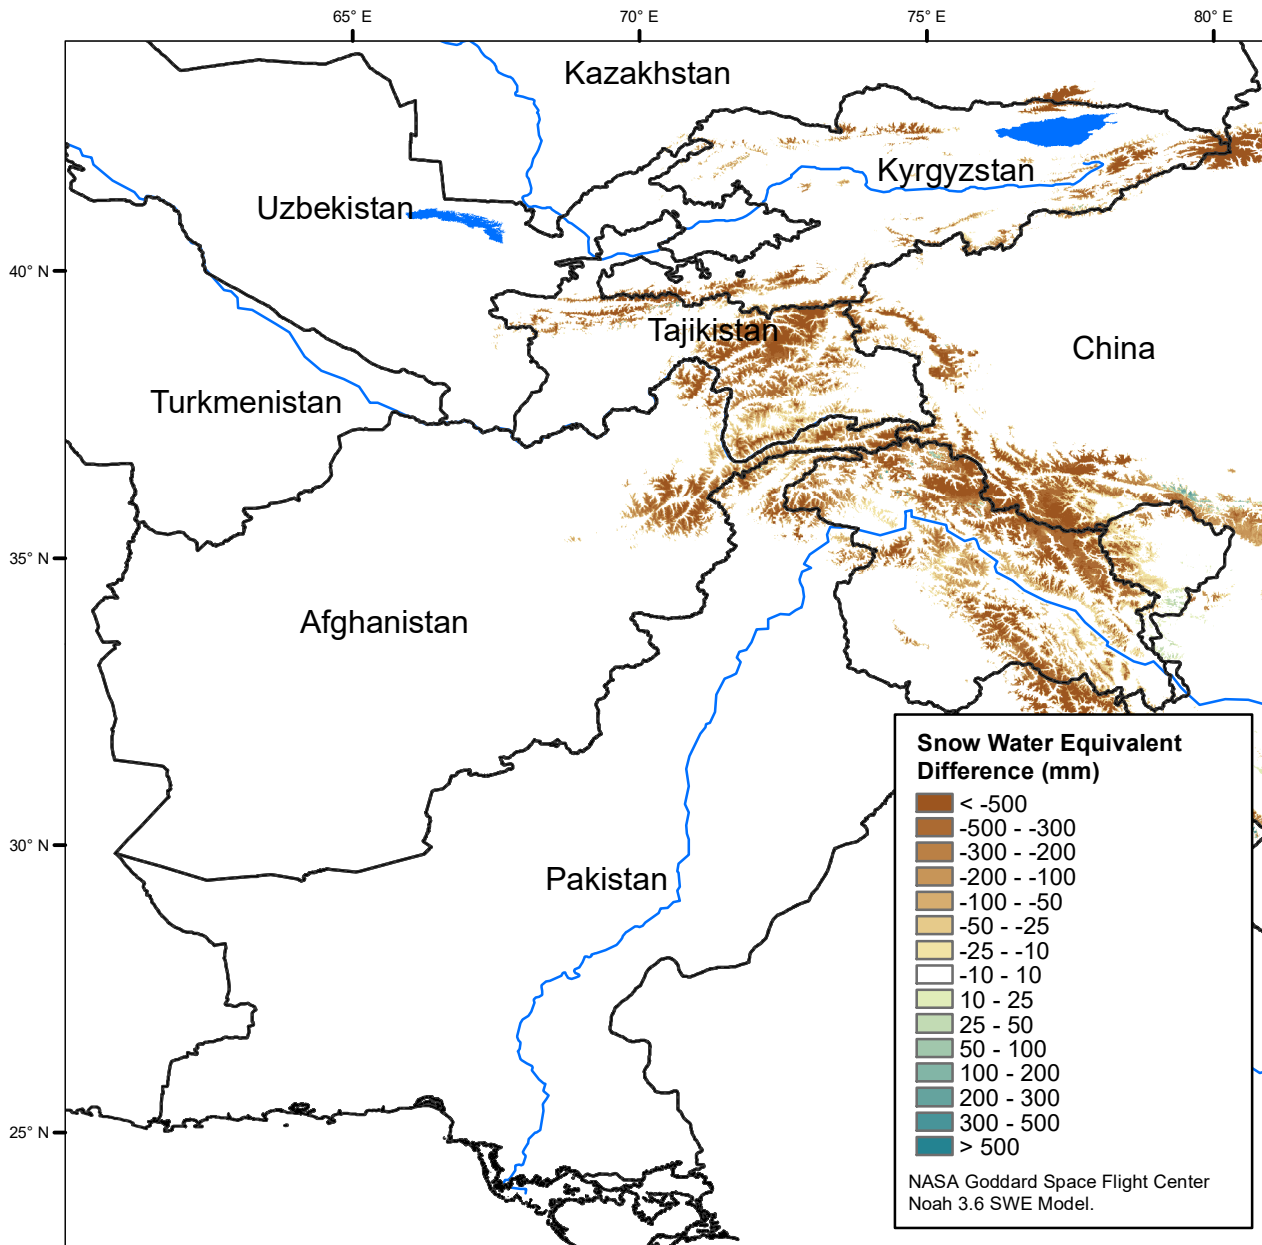 65° E
70° E
75° E
80° E
Kazakhstan
Kyrgyzstan
Uzbekistan
40° N
Tajikistan
China
Turkmenistan
35° N
Afghanistan
Snow Water Equivalent
Difference (mm)
< -500
-500 - -300
-300 - -200
-200 - -100
-100 - -50
-50 - -25
-25 - -10
-10 - 10
10 - 25
25 - 50
50 - 100
100 - 200
200 - 300
300 - 500
> 500
NASA Goddard Space Flight Center
Noah 3.6 SWE Model.
30° N
Pakistan
25° N